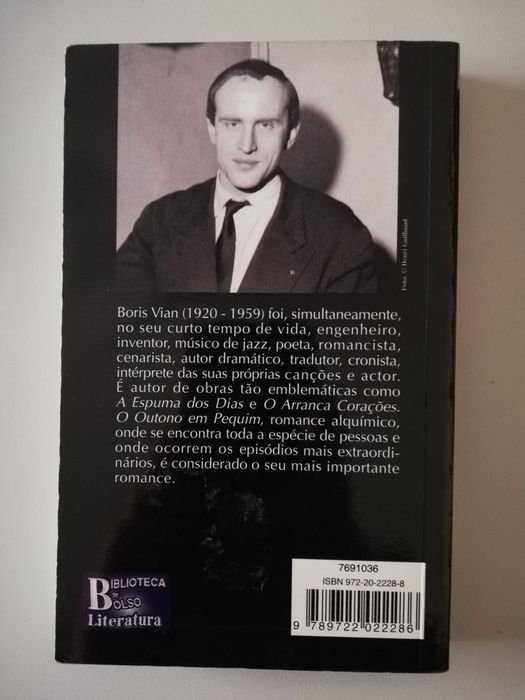 Foto: © Henri Guilbaud
Boris Vian (1920 - 1959) foi, simultaneamente,
no seu curto tempo de vida, engenheiro,
inventor, músico de jazz, poeta, romancista,
cenarista, autor dramático, tradutor, cronista,
intérprete das suas próprias canções e actor.
É autor de obras tão emblemáticas como
A Espuma dos Dias e O Arranca Corações.
O Outono em Pequim, romance alquímico,
onde se encontra toda a espécie de pessoas e
onde ocorrem os episódios mais extraordi-
nários, é considerado o seu mais importante
romance.
BIBLIOTECA
de BOLSO
Literatura
7691036
ISBN 972-20-2228-8
9 789722 022286